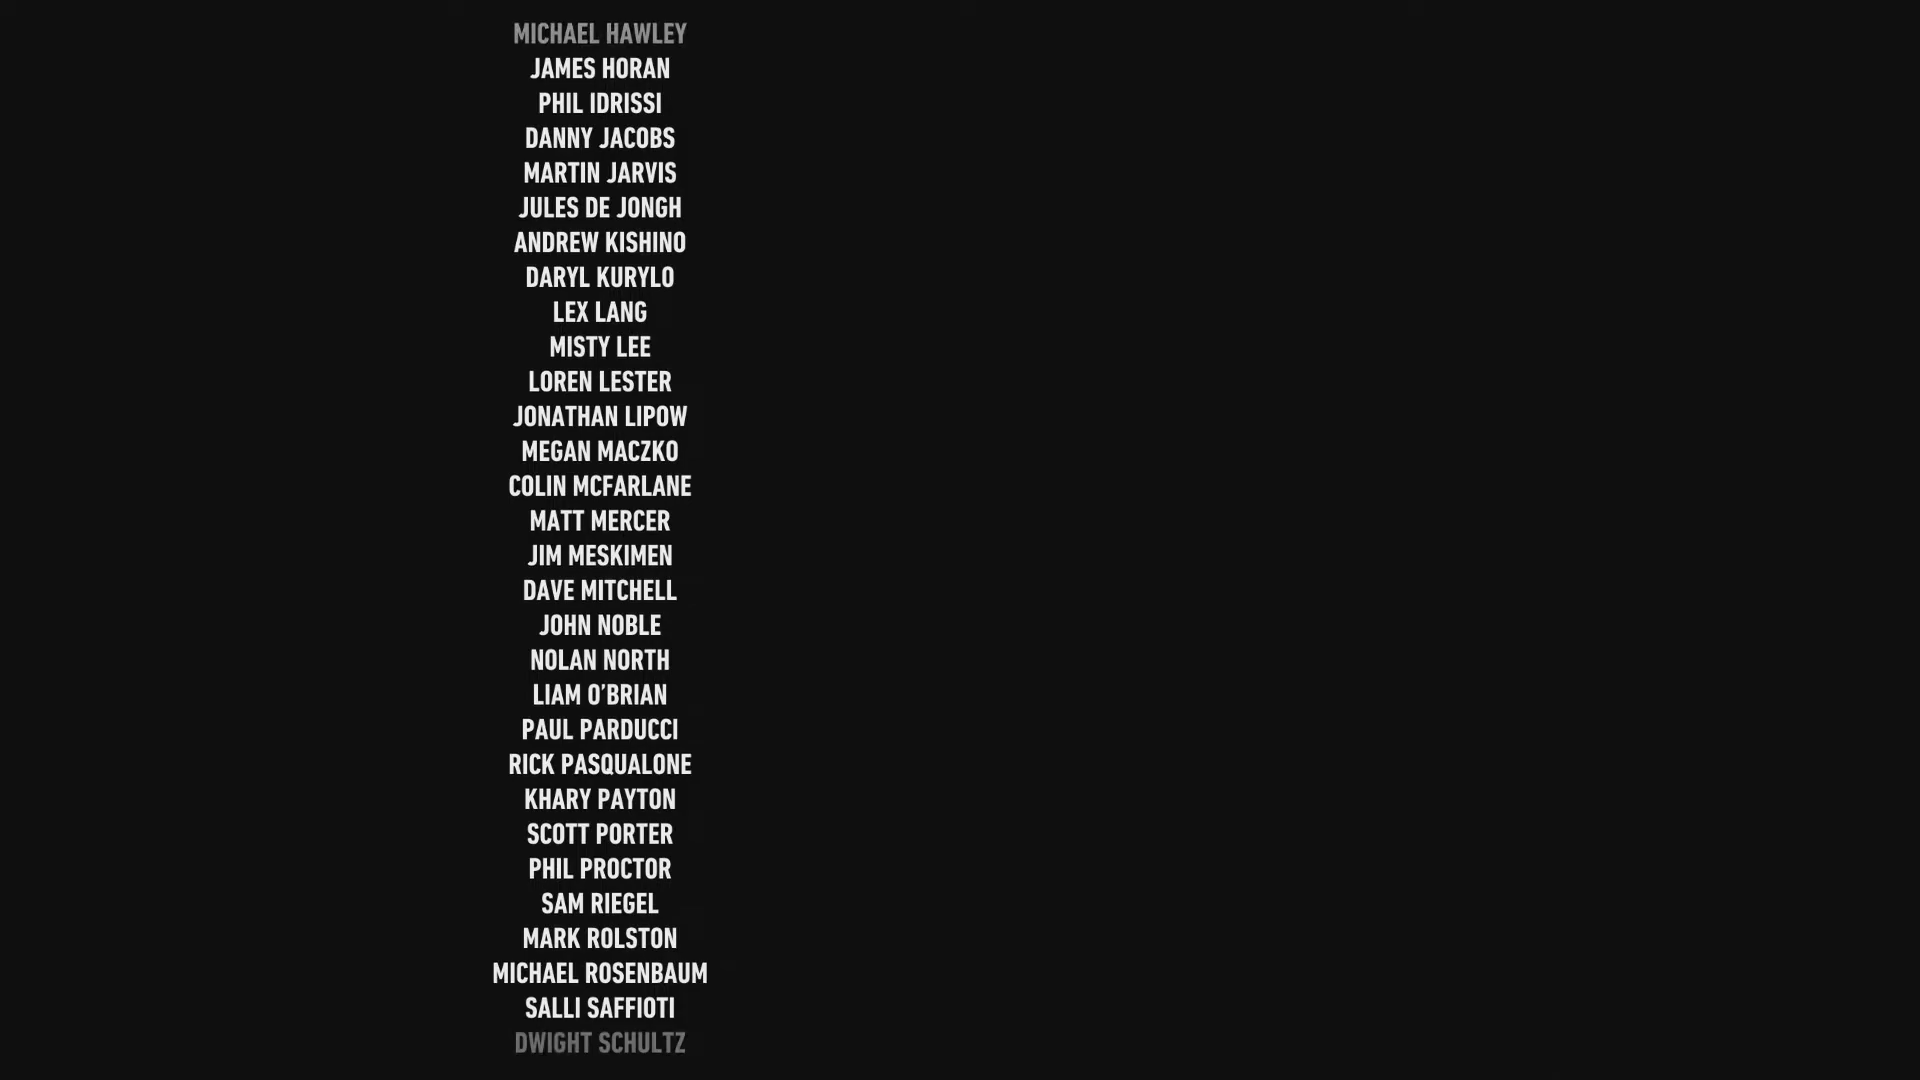 MICHAEL HAWLEY
JAMES HORAN
PHIL IDRISSI
DANNY JACOBS
MARTIN JARVIS
JULES DE JONGH
ANDREW KISHINO
DARYL KURYLO
LEX LANG
MISTY LEE
LOREN LESTER
JONATHAN LIPOW
MEGAN MACZKO
COLIN MCFARLANE
MATT MERCER
JIM MESKIMEN
DAVE MITCHELL
JOHN NOBLE
NOLAN NORTH
LIAM O’BRIAN
PAUL PARDUCCI
RICK PASQUALONE
KHARY PAYTON
SCOTT PORTER
PHIL PROCTOR
SAM RIEGEL
MARK ROLSTON
MICHAEL ROSENBAUM
SALLI SAFFIOTI
DWIGHT SCHULTZ